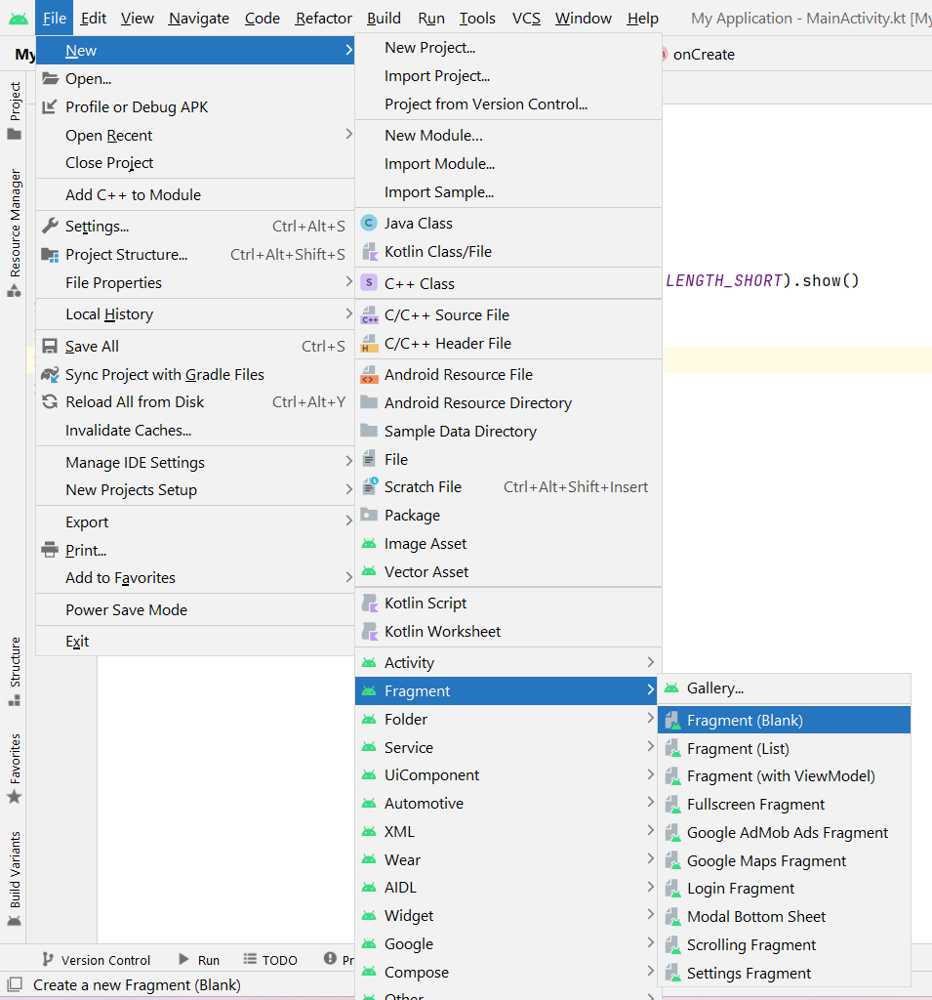 File Edit View Navigate Code Refactor Build Run Tools VCS Window Help My Application - MainActivity.kt [My
My
onCreate
Project
Resource Manager
Structure
Favorites
Build Variants
New
Open...
Profile or Debug APK
Open Recent
Close Project
Add C++ to Module
Settings... Ctrl+Alt+S
Project Structure... Ctrl+Alt+Shift+S
File Properties
Local History
Save All Ctrl+S
Sync Project with Gradle Files
Reload All from Disk Ctrl+Alt+Y
Invalidate Caches...
Manage IDE Settings
New Projects Setup
Export
Print...
Add to Favorites
Power Save Mode
Exit
New Project...
Import Project...
Project from Version Control...
New Module...
Import Module...
Import Sample...
Java Class
Kotlin Class/File
C++ Class
C/C++ Source File
C/C++ Header File
Android Resource File
Android Resource Directory
Sample Data Directory
File
Scratch File Ctrl+Alt+Shift+Insert
Package
Image Asset
Vector Asset
Kotlin Script
Kotlin Worksheet
Activity
Fragment
Folder
Service
UiComponent
Automotive
XML
Wear
AIDL
Widget
Google
Compose
Other
LENGTH_SHORT).show()
Gallery...
Fragment (Blank)
Fragment (List)
Fragment (with ViewModel)
Fullscreen Fragment
Google AdMob Ads Fragment
Google Maps Fragment
Login Fragment
Modal Bottom Sheet
Scrolling Fragment
Settings Fragment
Version Control Run TODO Pr
Create a new Fragment (Blank)